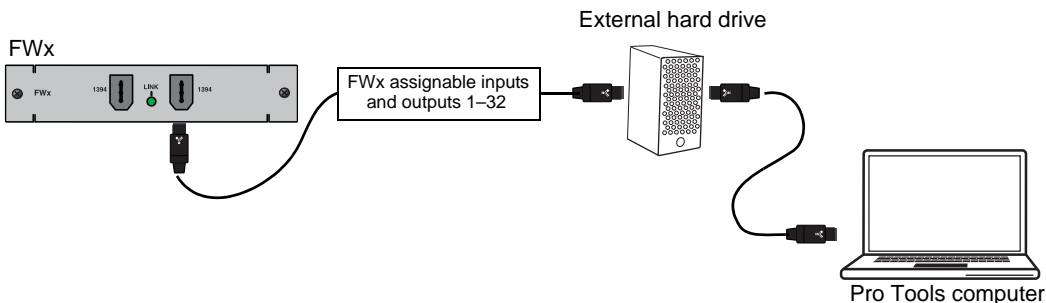 External hard drive
FWx
FWx
1394
LINK
1394
FWx assignable inputs
and outputs 1–32
Pro Tools computer